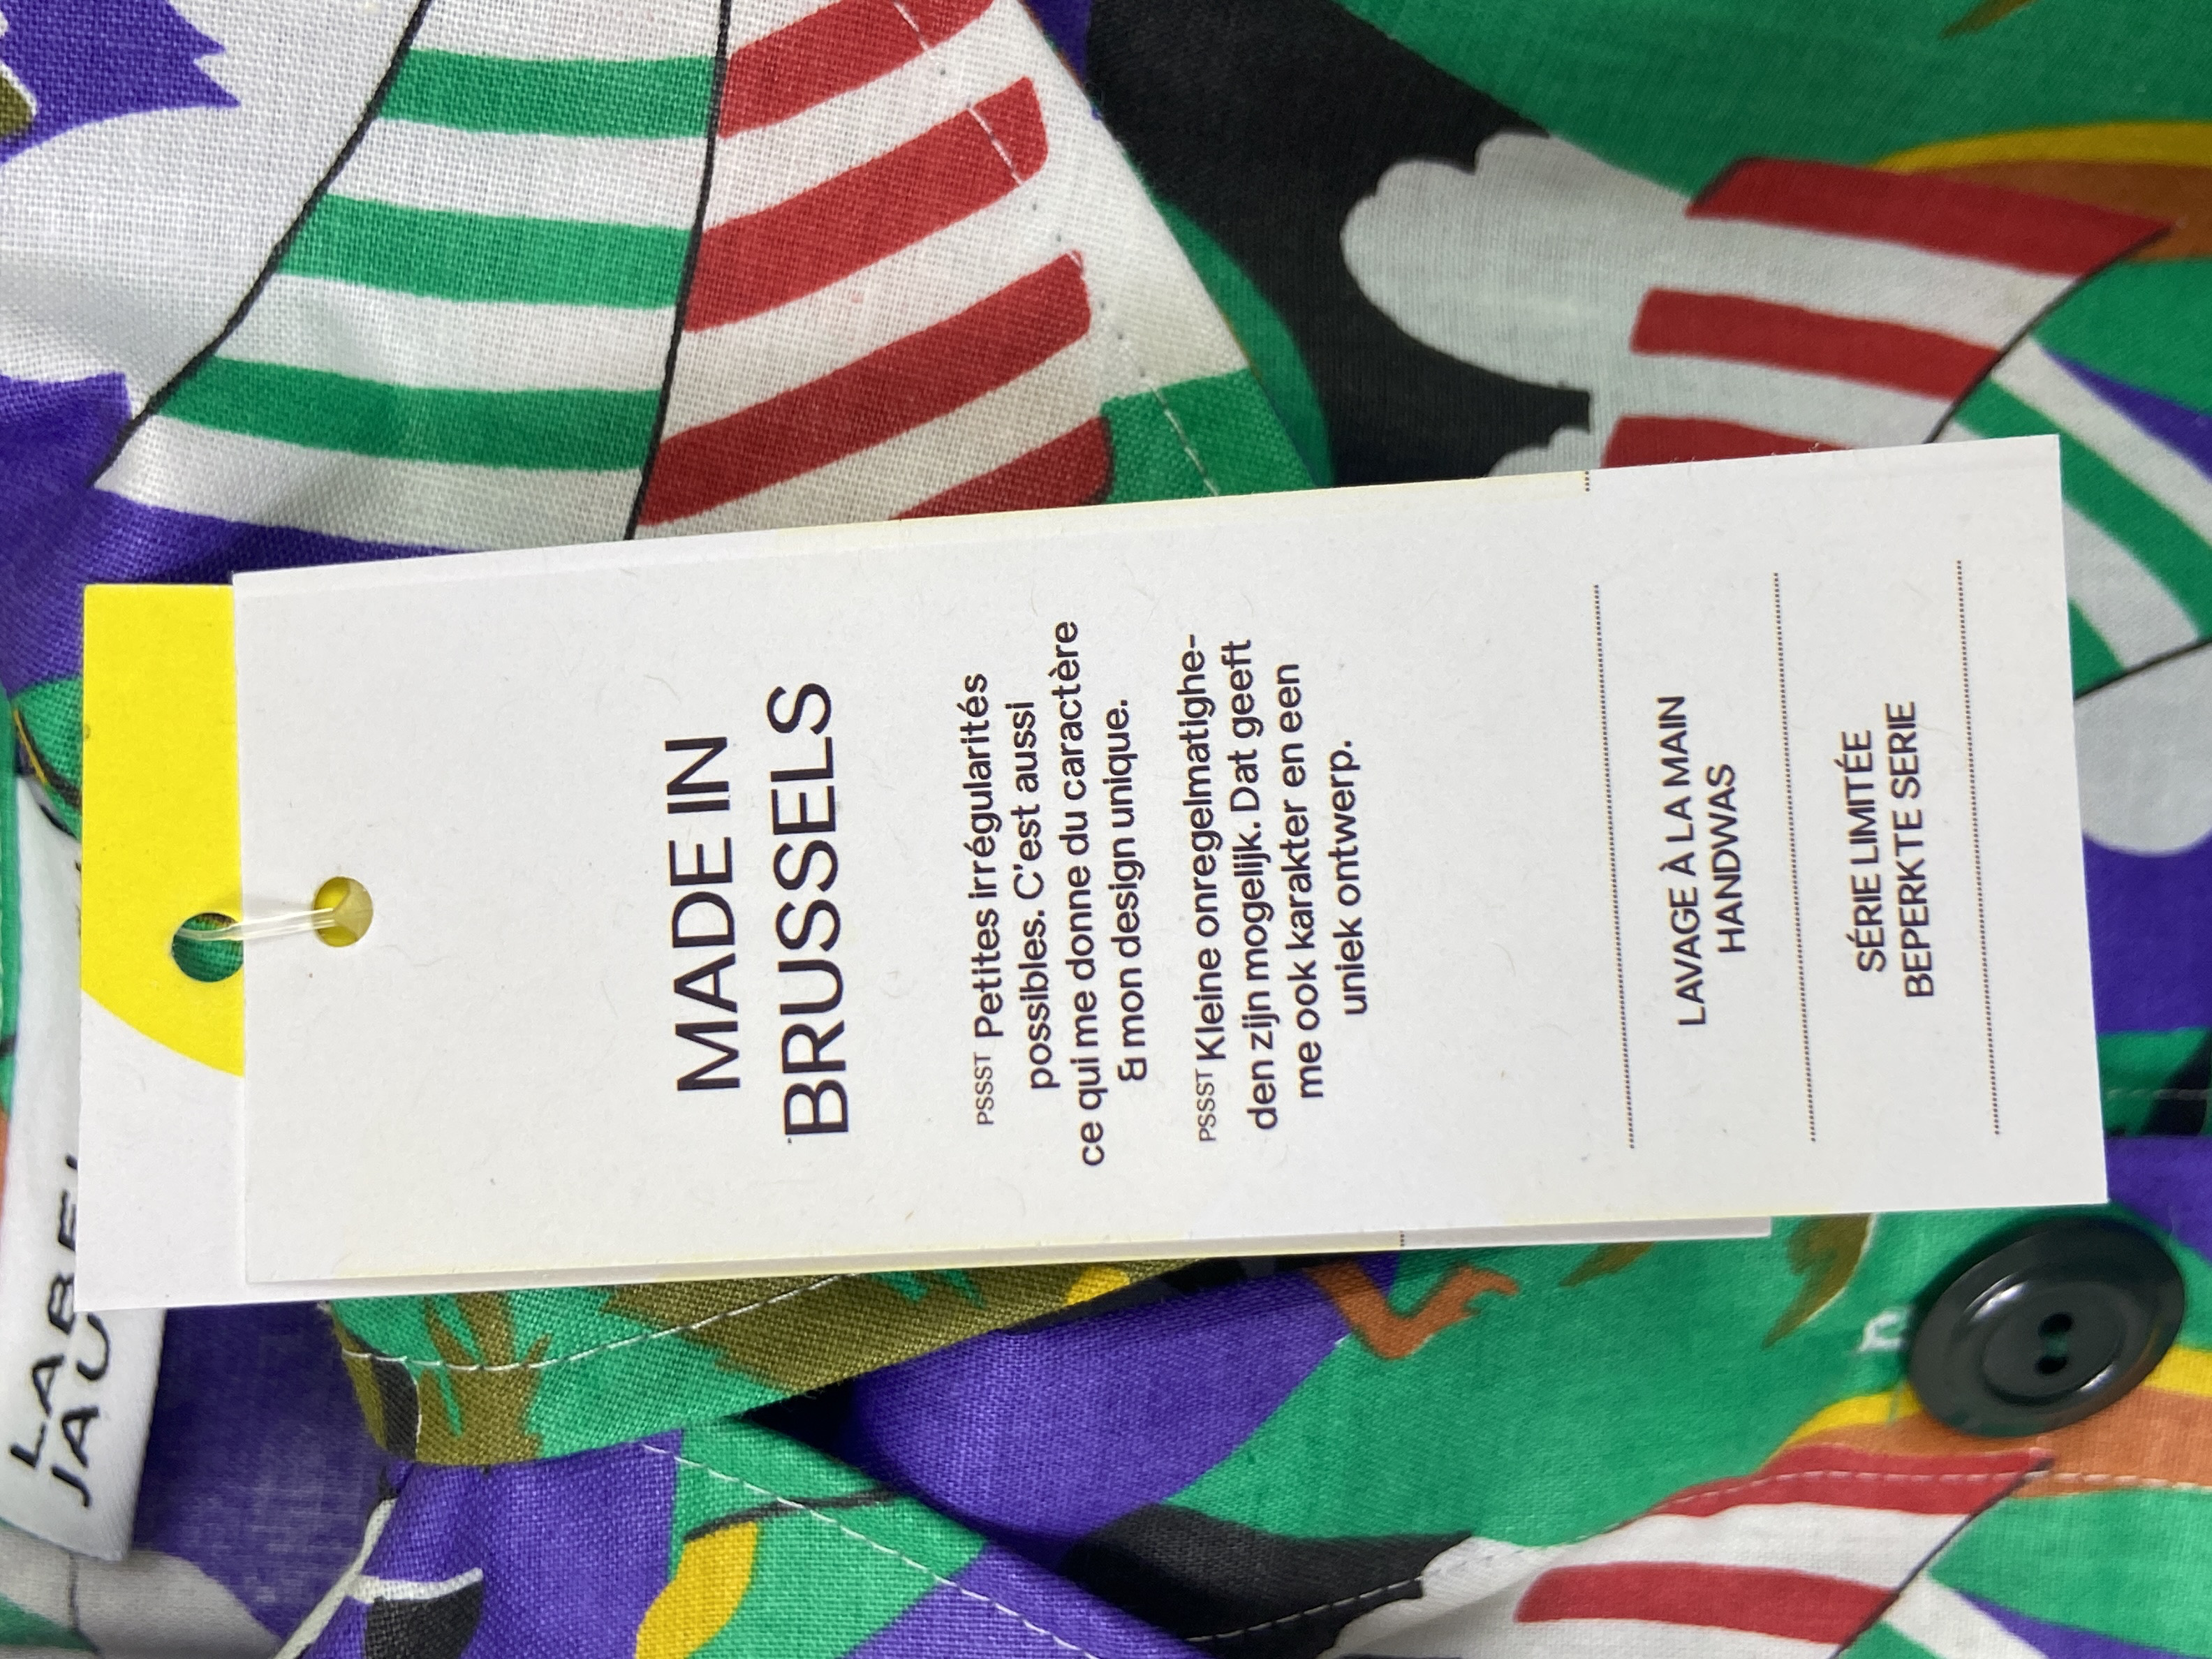 MADE IN
BRUSSELS
PSSST Petites irrégularités
possibles. C'est aussi
ce qui me donne du caractère
& mon design unique.
PSSST Kleine onregelmatighe-
den zijn mogelijk. Dat geeft
me ook karakter en een
uniek ontwerp.
LAVAGE À LA MAIN
HANDWAS
SÉRIE LIMITÉE
BEPERKTE SERIE
LABEL